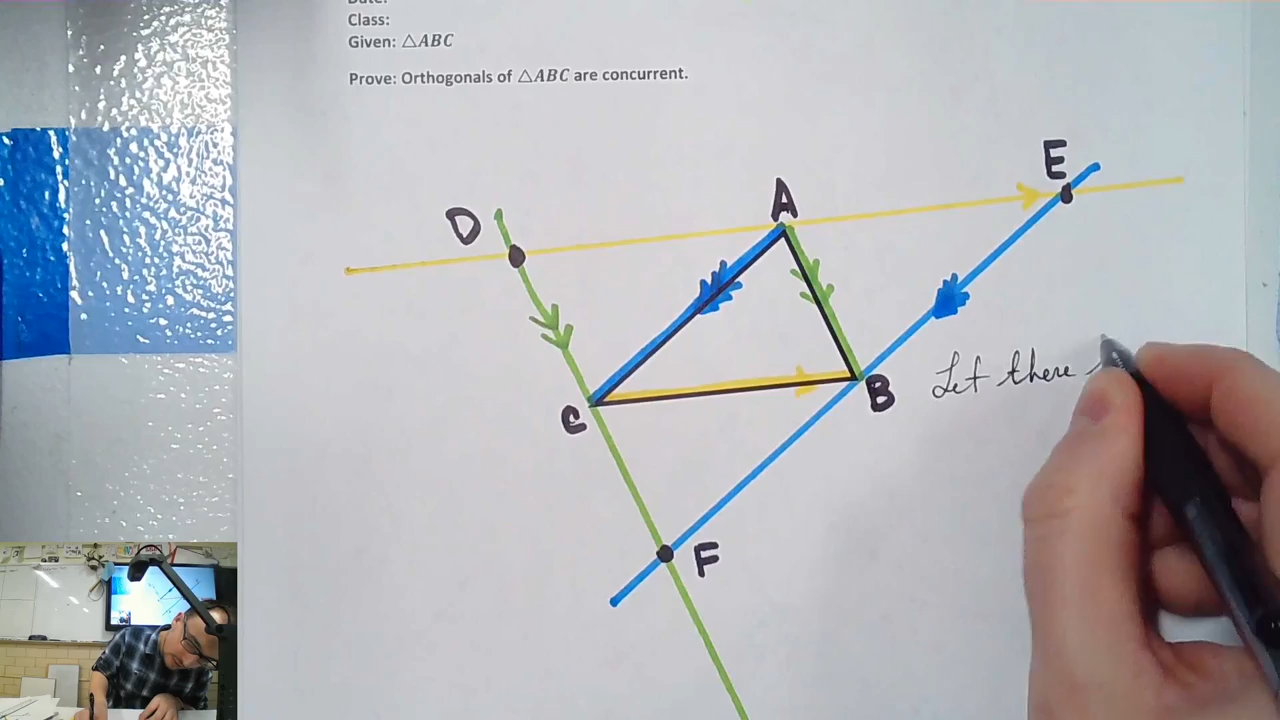 Class:
Given: △ABC
Prove: Orthogonals of △ABC are concurrent.
E
A
D
B
C
Let there
F